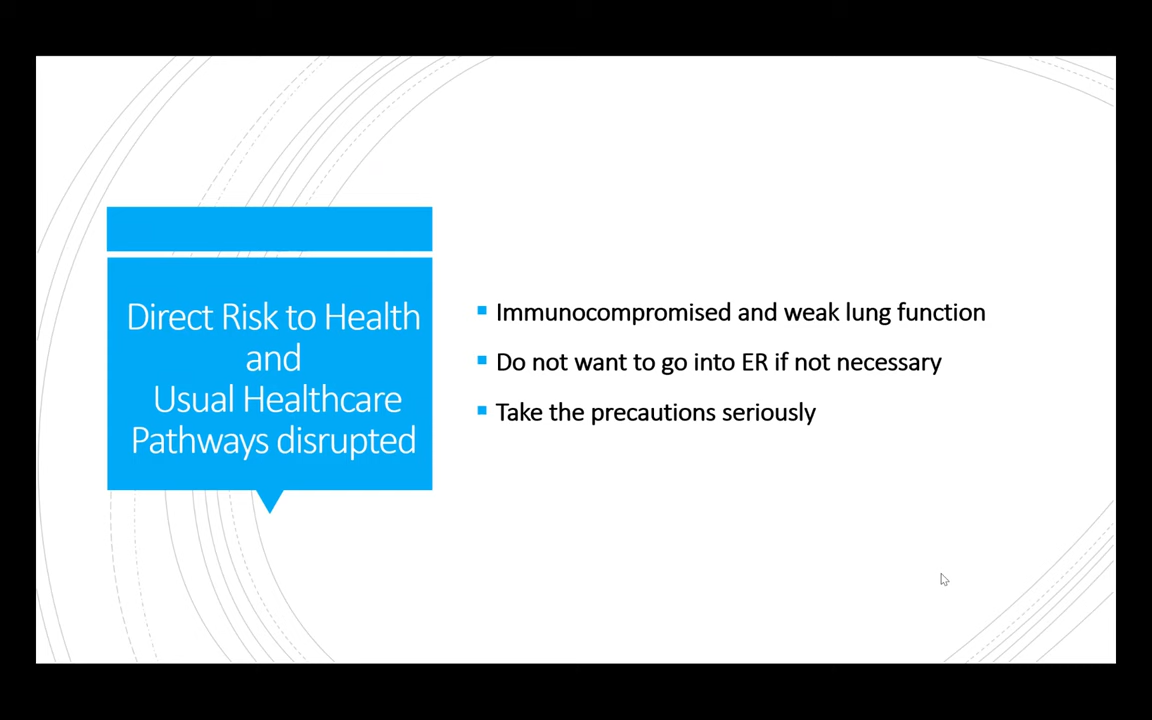 Direct Risk to Health
and
Usual Healthcare
Pathways disrupted
Immunocompromised and weak lung function
Do not want to go into ER if not necessary
Take the precautions seriously